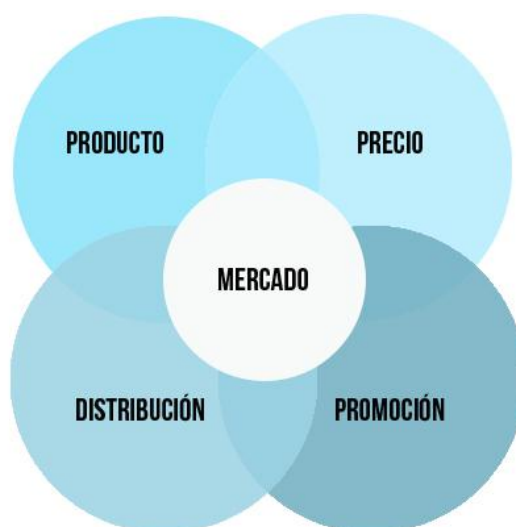 PRODUCTO
PRECIO
MERCADO
DISTRIBUCIÓN
PROMOCIÓN